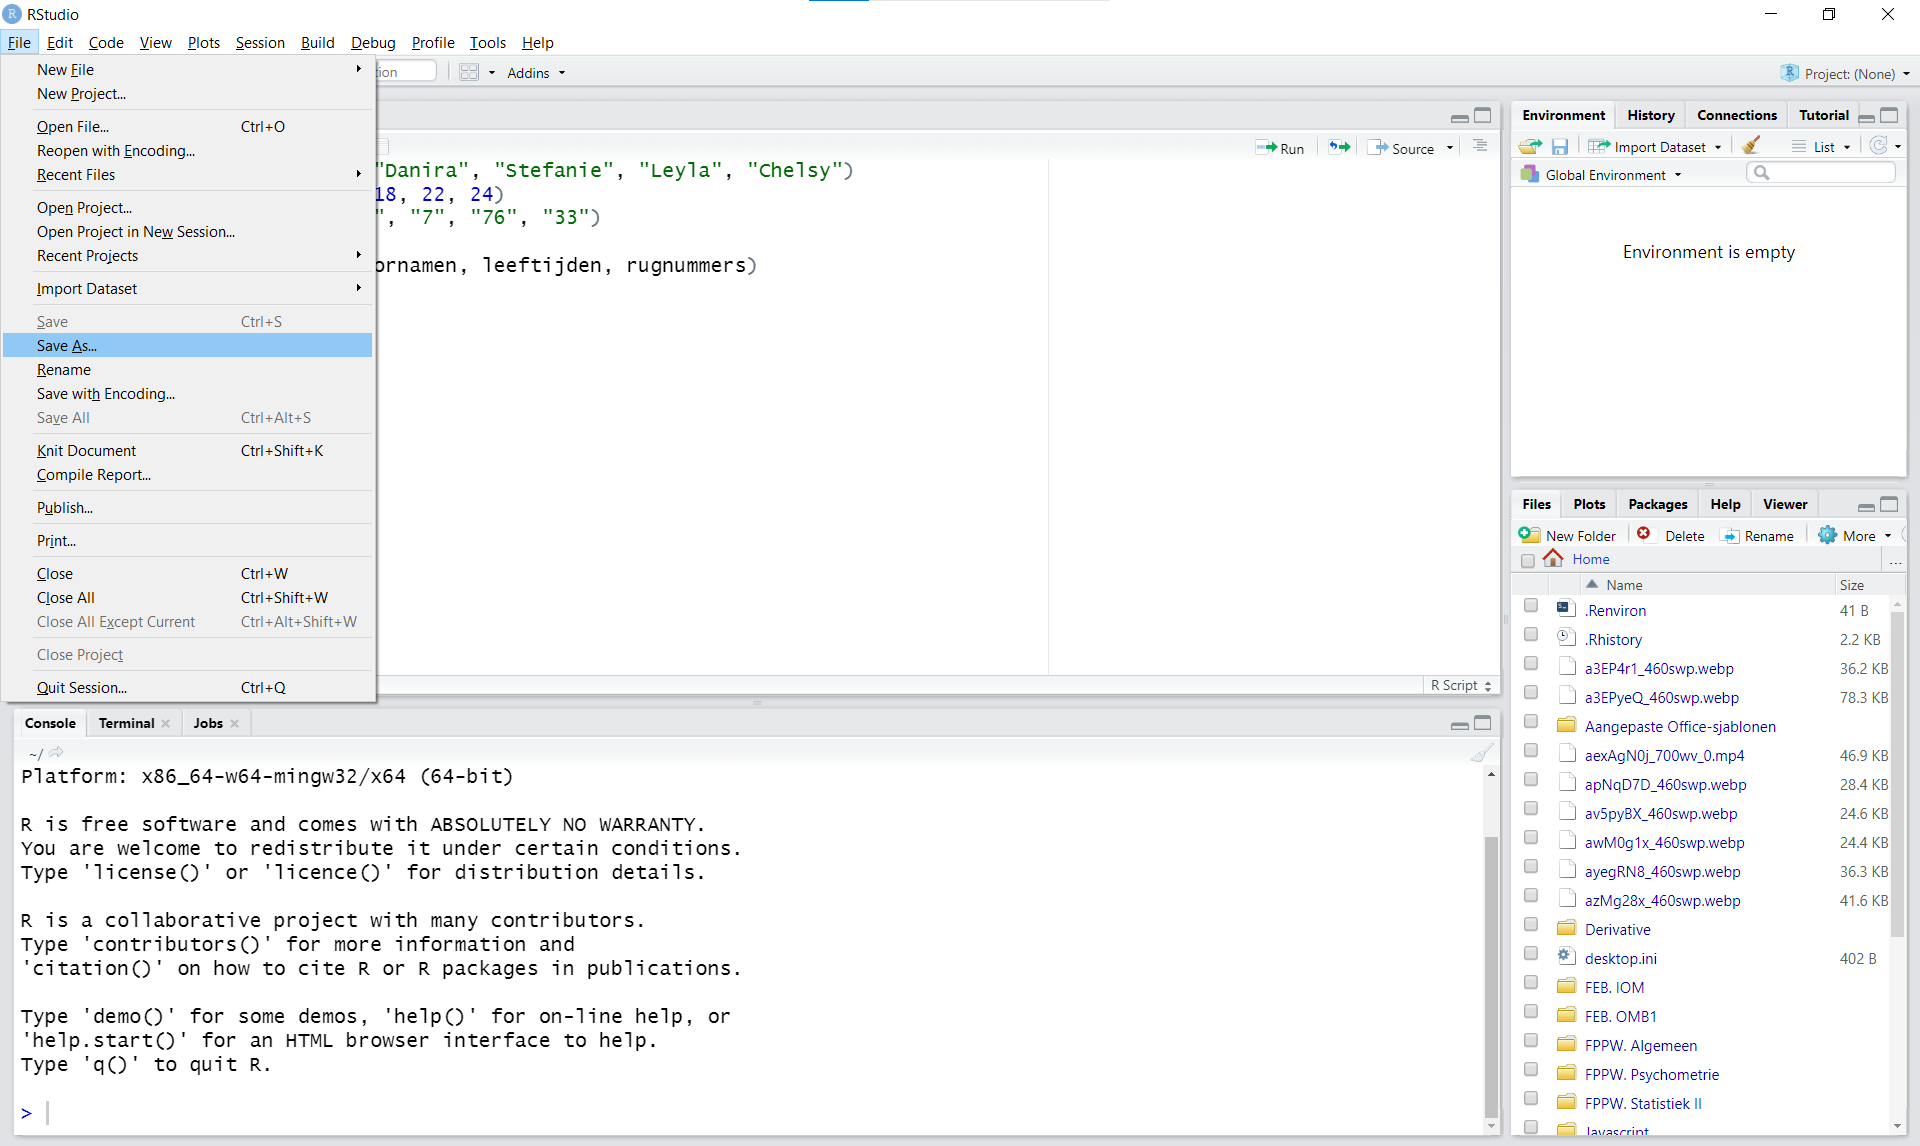 RStudio
File Edit Code View Plots Session Build Debug Profile Tools Help
Addins
Project: (None)
New File
New Project...
Open File... Ctrl+O
Reopen with Encoding...
Recent Files
Open Project...
Open Project in New Session...
Recent Projects
Import Dataset
Save Ctrl+S
Save As...
Rename
Save with Encoding...
Save All Ctrl+Alt+S
Knit Document Ctrl+Shift+K
Compile Report...
Publish...
Print...
Close Ctrl+W
Close All Ctrl+Shift+W
Close All Except Current Ctrl+Alt+Shift+W
Close Project
Quit Session... Ctrl+Q
Run Source
"Danira", "Stefanie", "Leyla", "Chelsy")
18, 22, 24)
", "7", "76", "33")
ornamen, leeftijden, rugnummers)
R Script
Console Terminal Jobs
~/
Platform: x86_64-w64-mingw32/x64 (64-bit)
R is free software and comes with ABSOLUTELY NO WARRANTY.
You are welcome to redistribute it under certain conditions.
Type 'license()' or 'licence()' for distribution details.
R is a collaborative project with many contributors.
Type 'contributors()' for more information and
'citation()' on how to cite R or R packages in publications.
Type 'demo()' for some demos, 'help()' for on-line help, or
'help.start()' for an HTML browser interface to help.
Type 'q()' to quit R.
>
Environment History Connections Tutorial
Import Dataset List
Global Environment
Environment is empty
Files Plots Packages Help Viewer
New Folder Delete Rename More
Home ...
Name Size
.Renviron 41 B
.Rhistory 2.2 KB
a3EP4r1_460swp.webp 36.2 KB
a3EPyeQ_460swp.webp 78.3 KB
Aangepaste Office-sjablonen
aexAgN0j_700wv_0.mp4 46.9 KB
apNqD7D_460swp.webp 28.4 KB
av5pyBX_460swp.webp 24.6 KB
awM0g1x_460swp.webp 24.4 KB
ayegRN8_460swp.webp 36.3 KB
azMg28x_460swp.webp 41.6 KB
Derivative
desktop.ini 402 B
FEB. IOM
FEB. OMB1
FPPW. Algemeen
FPPW. Psychometrie
FPPW. Statistiek II
Javascript